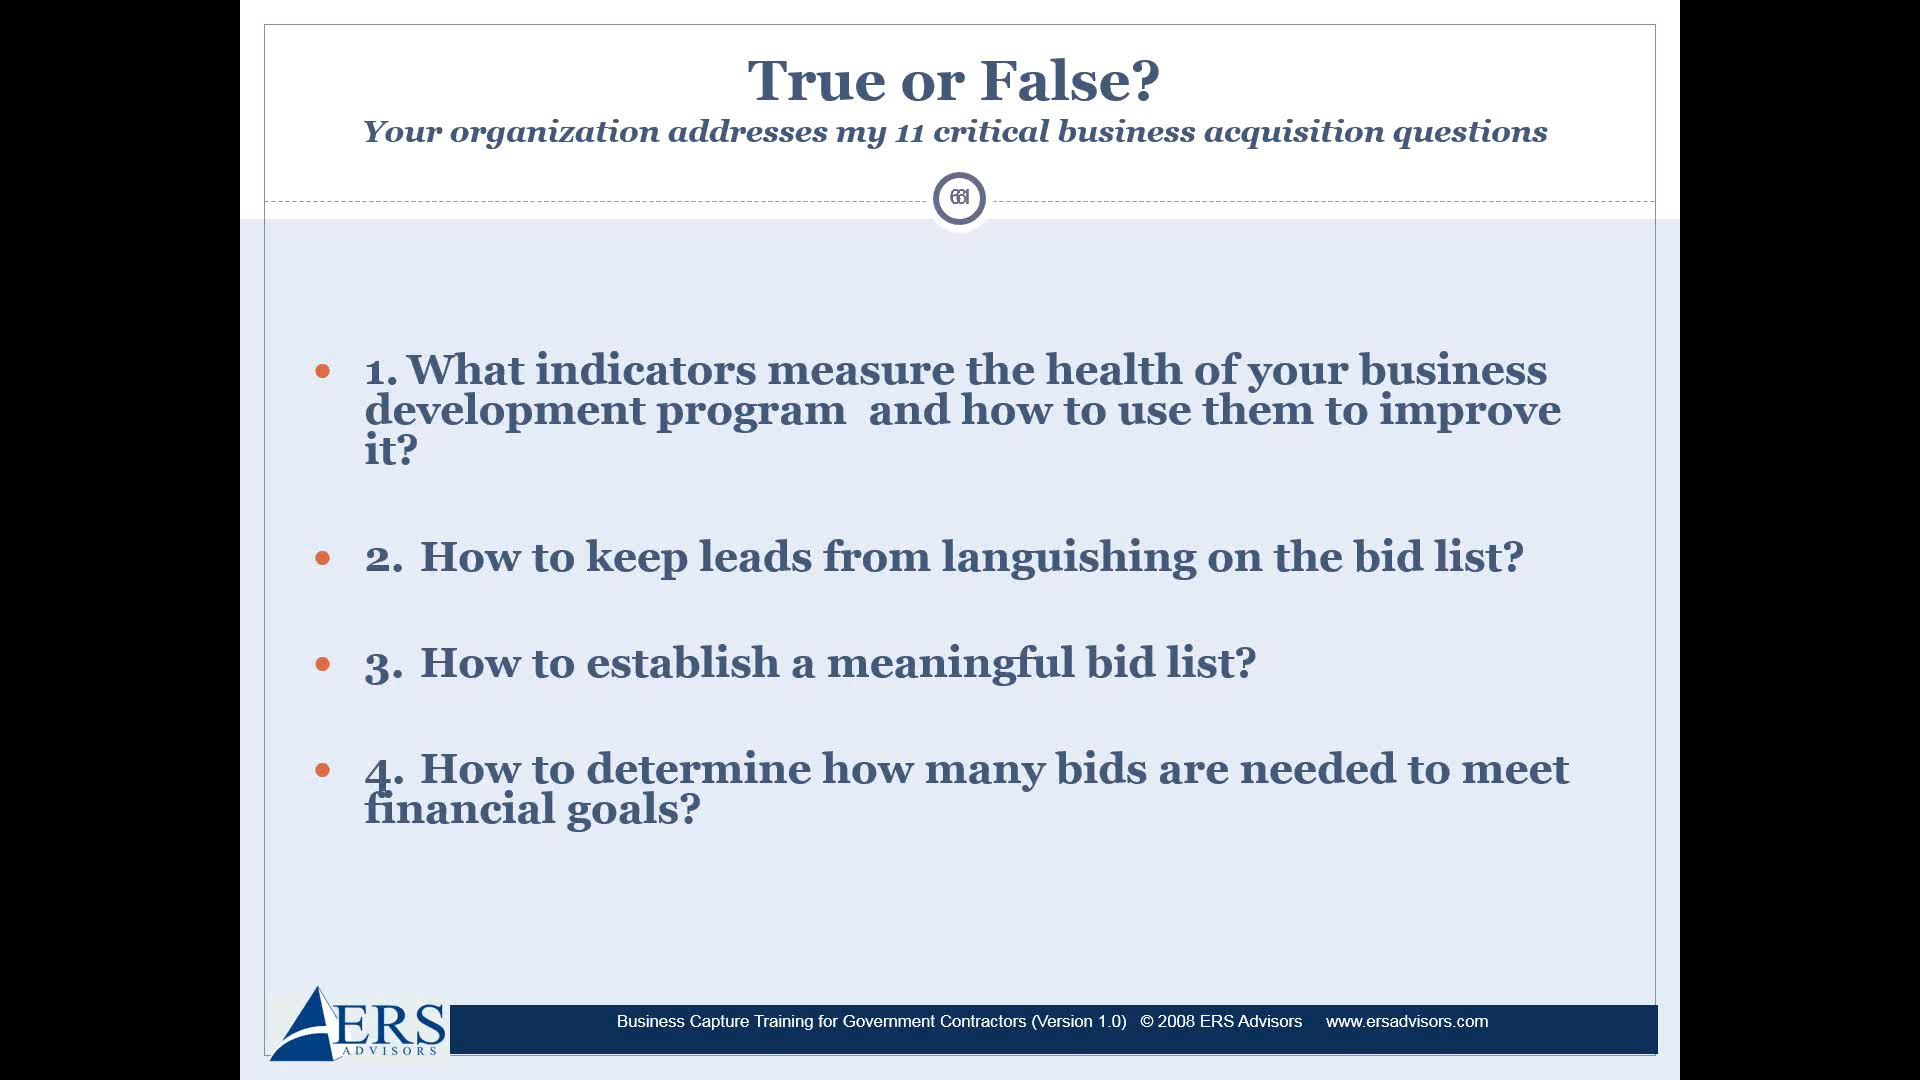 True or False?
Your organization addresses my 11 critical business acquisition questions
1. What indicators measure the health of your business
development program and how to use them to improve
it?
2. How to keep leads from languishing on the bid list?
3. How to establish a meaningful bid list?
4. How to determine how many bids are needed to meet
financial goals?
ERS
ADVISORS
Business Capture Training for Government Contractors (Version 1.0) © 2008 ERS Advisors www.ersadvisors.com